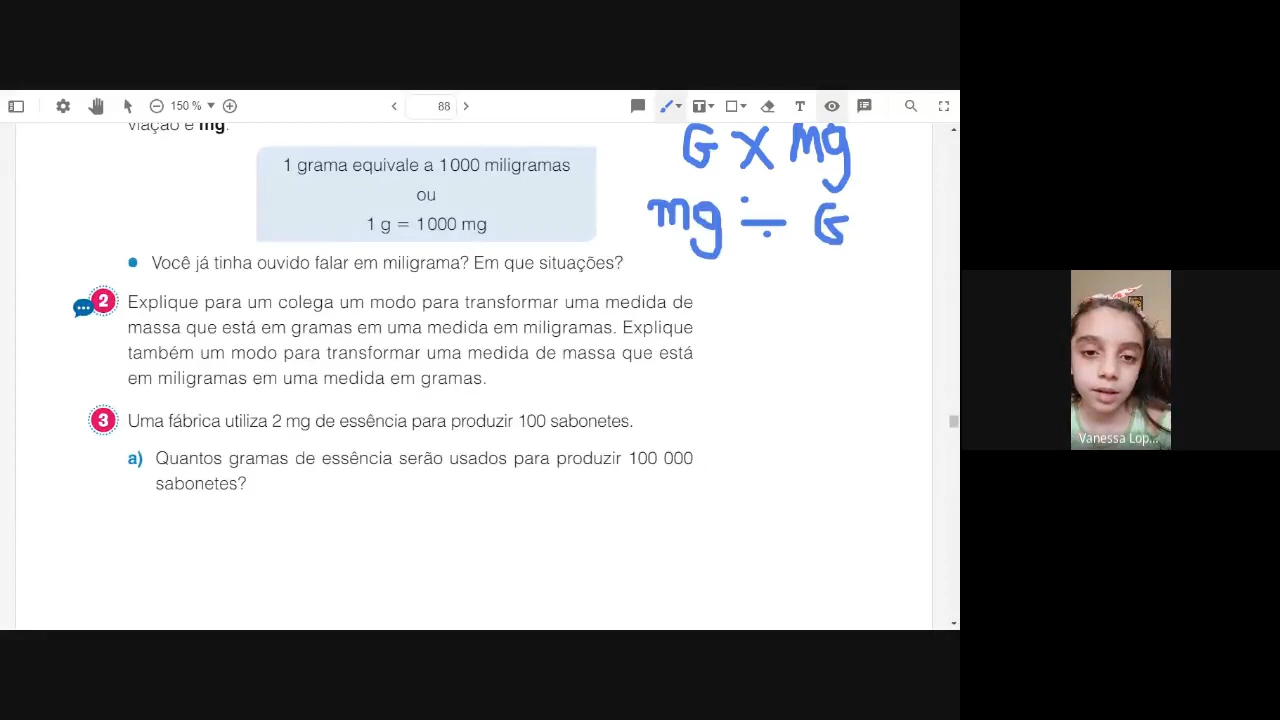 150 %
88
T
T
viação é mg.
1 grama equivale a 1 000 miligramas
ou
1 g = 1 000 mg
G X Mg
mg ÷ G
• Você já tinha ouvido falar em miligrama? Em que situações?
2 Explique para um colega um modo para transformar uma medida de
massa que está em gramas em uma medida em miligramas. Explique
também um modo para transformar uma medida de massa que está
em miligramas em uma medida em gramas.
3 Uma fábrica utiliza 2 mg de essência para produzir 100 sabonetes.
a) Quantos gramas de essência serão usados para produzir 100 000
sabonetes?
Vanessa Lop...